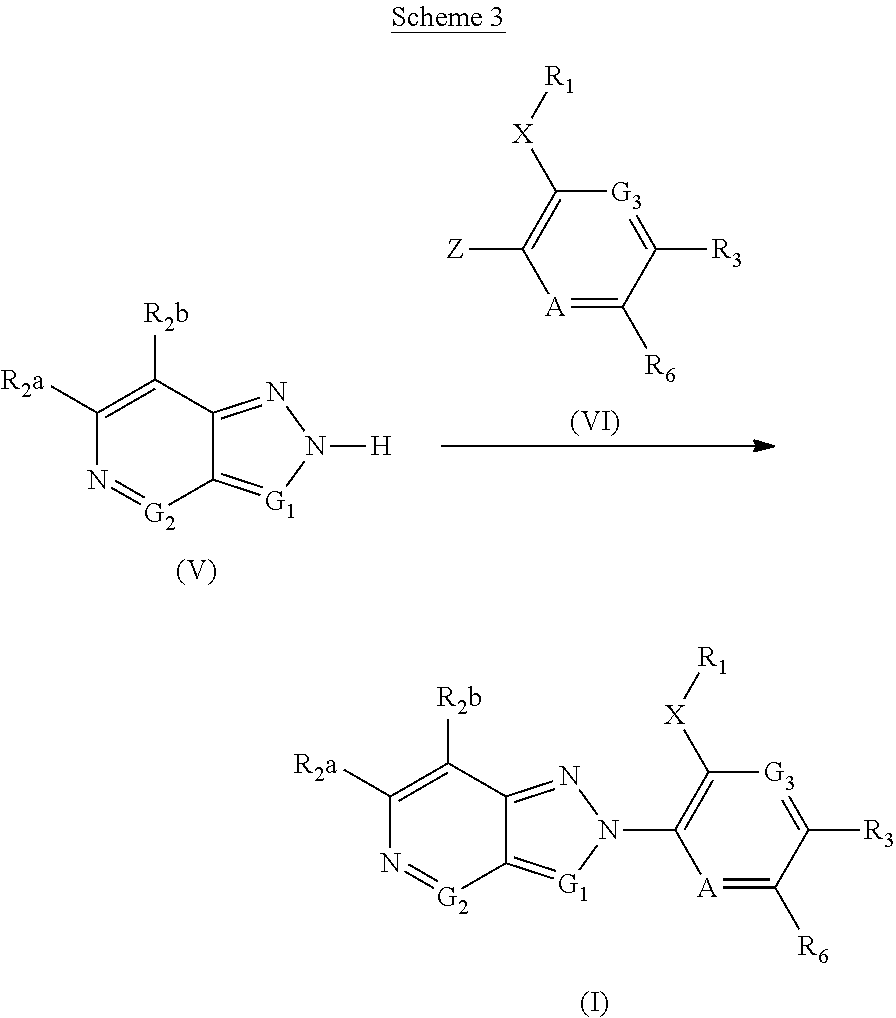 Scheme 3
R1
X
G3
Z
R3
A
R6
R2b
R2a
N
N
H
N
G2
G1
(V)
(VI)
R1
X
R2b
R2a
N
G3
N
R3
N
G2
G1
A
R6
(I)